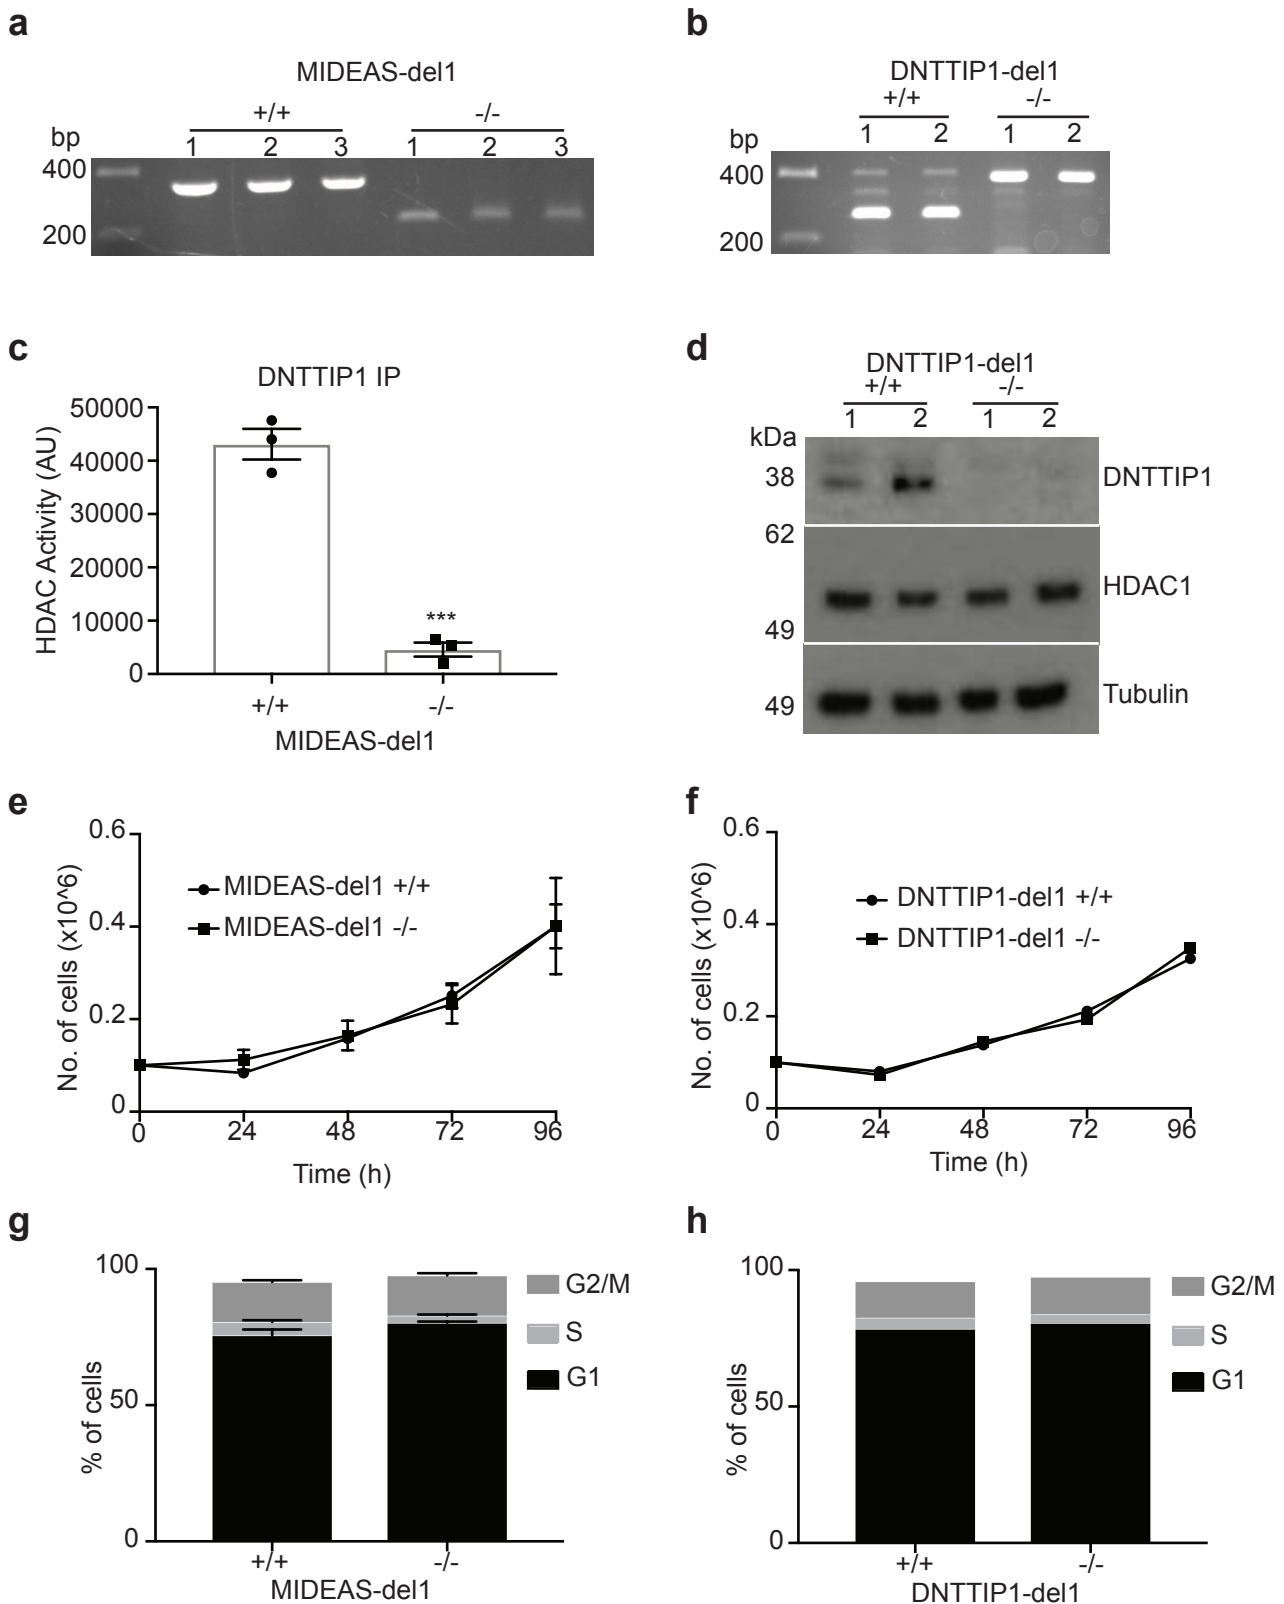 a
MIDEAS-del1
+/+ -/-
bp 1 2 3 1 2 3
400
200
b
DNTTIP1-del1
+/+ -/-
bp 1 2 1 2
400
200
c
DNTTIP1 IP
HDAC Activity (AU)
50000
40000
30000
20000
10000
0
***
+/+ -/-
MIDEAS-del1
d
DNTTIP1-del1
+/+ -/-
1 2 1 2
kDa
38 DNTTIP1
62
HDAC1
49
49 Tubulin
e
No. of cells (x10^6)
0.6
0.4
0.2
0
MIDEAS-del1 +/+
MIDEAS-del1 -/-
0 24 48 72 96
Time (h)
f
No. of cells (x10^6)
0.6
0.4
0.2
0
DNTTIP1-del1 +/+
DNTTIP1-del1 -/-
0 24 48 72 96
Time (h)
g
% of cells
100
50
0
G2/M
S
G1
+/+ -/-
MIDEAS-del1
h
% of cells
100
50
0
G2/M
S
G1
+/+ -/-
DNTTIP1-del1